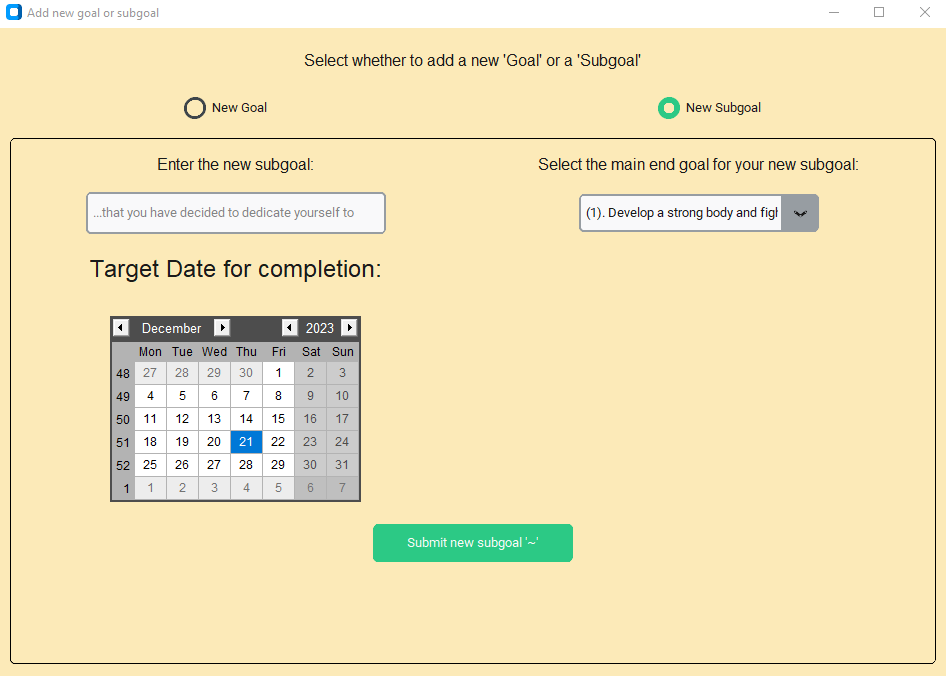 Add new goal or subgoal
Select whether to add a new 'Goal' or a 'Subgoal'
New Goal
New Subgoal
Enter the new subgoal:
Select the main end goal for your new subgoal:
...that you have decided to dedicate yourself to
(1). Develop a strong body and figh
Target Date for completion:
December 2023
Mon Tue Wed Thu Fri Sat Sun
48 27 28 29 30 1 2 3
49 4 5 6 7 8 9 10
50 11 12 13 14 15 16 17
51 18 19 20 21 22 23 24
52 25 26 27 28 29 30 31
1 1 2 3 4 5 6 7
Submit new subgoal '~'